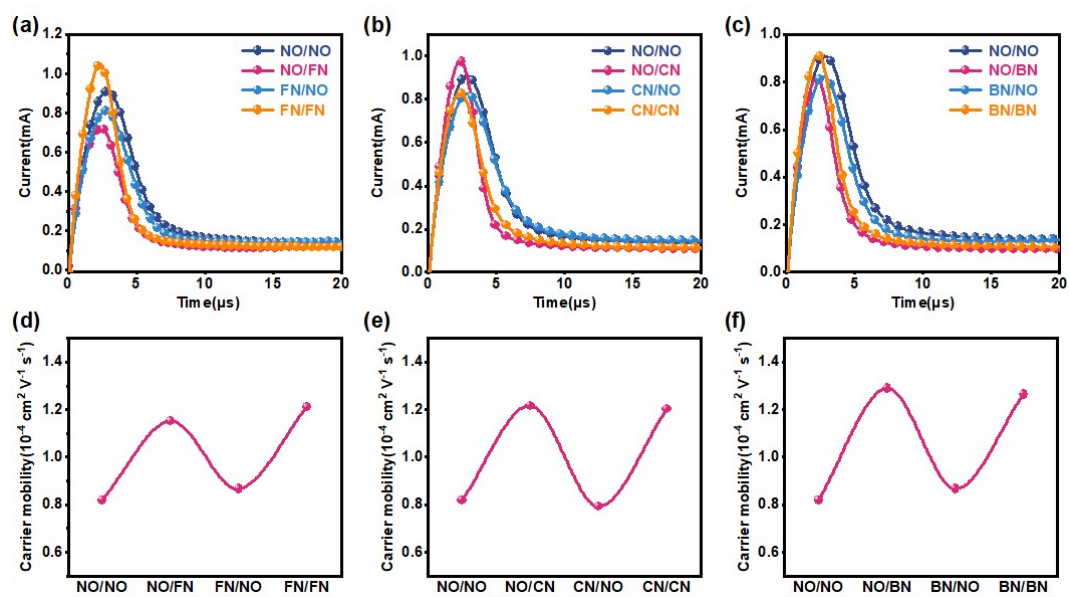 (a)
1.2
1.0
0.8
0.6
0.4
0.2
0.0
Current(mA)
NO/NO
NO/FN
FN/NO
FN/FN
0 5 10 15 20
Time(μs)
(b)
1.0
0.8
0.6
0.4
0.2
0.0
Current(mA)
NO/NO
NO/CN
CN/NO
CN/CN
0 5 10 15 20
Time(μs)
(c)
1.0
0.8
0.6
0.4
0.2
0.0
Current(mA)
NO/NO
NO/BN
BN/NO
BN/BN
0 5 10 15 20
Time(μs)
(d)
1.4
1.2
1.0
0.8
0.6
Carrier mobility(10⁻⁴ cm² V⁻¹ s⁻¹)
NO/NO NO/FN FN/NO FN/FN
(e)
1.4
1.2
1.0
0.8
0.6
Carrier mobility(10⁻⁴ cm² V⁻¹ s⁻¹)
NO/NO NO/CN CN/NO CN/CN
(f)
1.4
1.2
1.0
0.8
0.6
Carrier mobility(10⁻⁴ cm² V⁻¹ s⁻¹)
NO/NO NO/BN BN/NO BN/BN